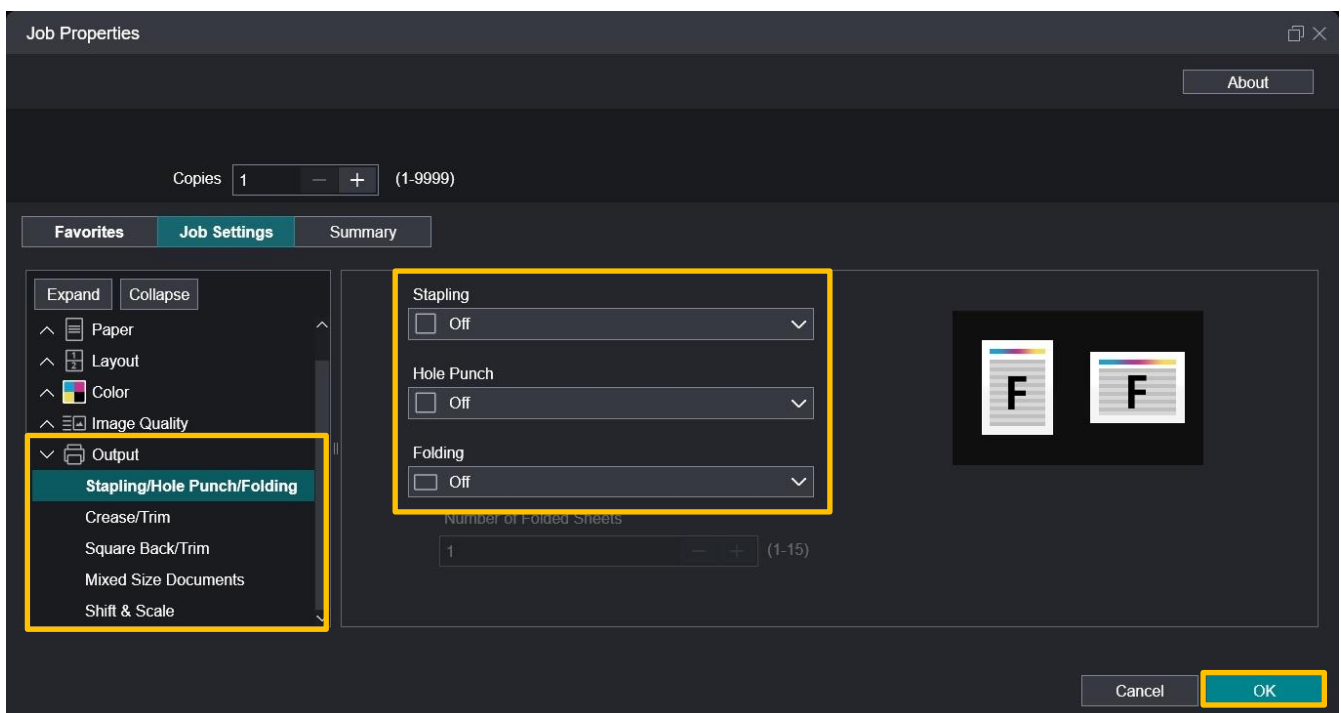 Job Properties
About
Copies 1 (1-9999)
Favorites Job Settings Summary
Expand Collapse
Paper
Layout
Color
Image Quality
Output
Stapling/Hole Punch/Folding
Crease/Trim
Square Back/Trim
Mixed Size Documents
Shift & Scale
Stapling
Off
Hole Punch
Off
Folding
Off
Number of Folded Sheets
1 (1-15)
F F
Cancel OK